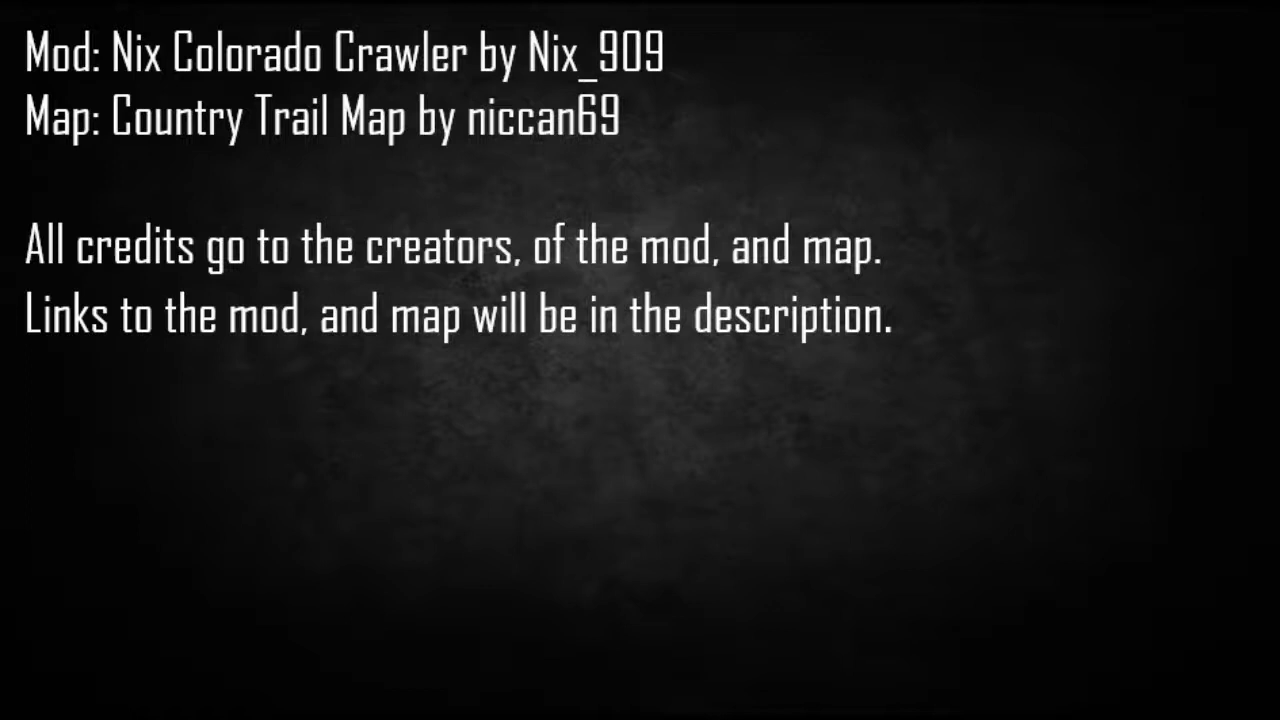 Mod: Nix Colorado Crawler by Nix_909
Map: Country Trail Map by niccan69
All credits go to the creators, of the mod, and map.
Links to the mod, and map will be in the description.